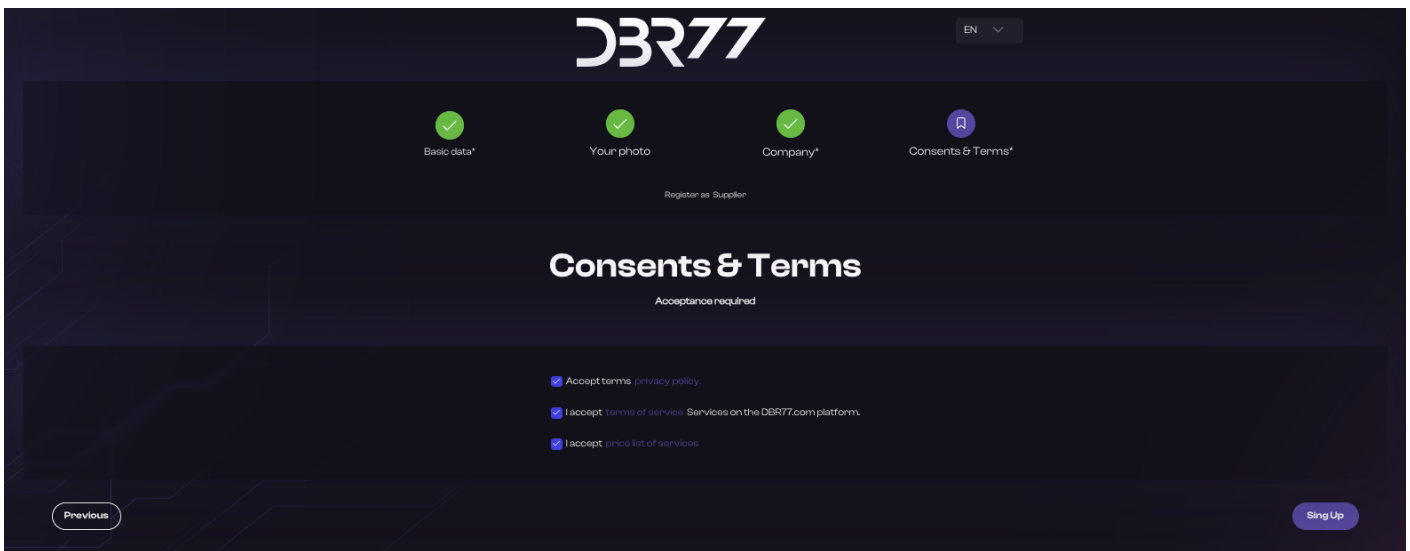 DBR77
EN
Basic data*
Your photo
Company*
Consents & Terms*
Register as Supplier
Consents & Terms
Acceptance required
Accept terms privacy policy.
I accept terms of service Services on the DBR77.com platform.
I accept price list of services
Previous
Sing Up